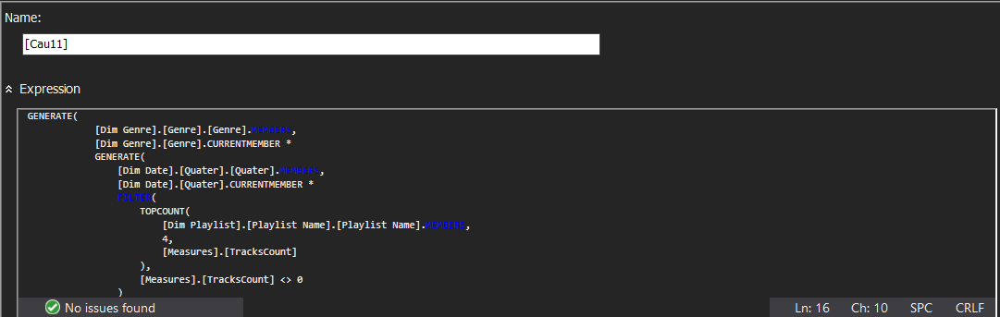 Name:
[Cau11]
Expression
GENERATE(
[Dim Genre].[Genre].[Genre].MEMBERS,
[Dim Genre].[Genre].CURRENTMEMBER *
GENERATE(
[Dim Date].[Quater].[Quater].MEMBERS,
[Dim Date].[Quater].CURRENTMEMBER *
FILTER(
TOPCOUNT(
[Dim Playlist].[Playlist Name].[Playlist Name].MEMBERS,
4,
[Measures].[TracksCount]
),
[Measures].[TracksCount] <> 0
)
No issues found
Ln: 16 Ch: 10 SPC CRLF